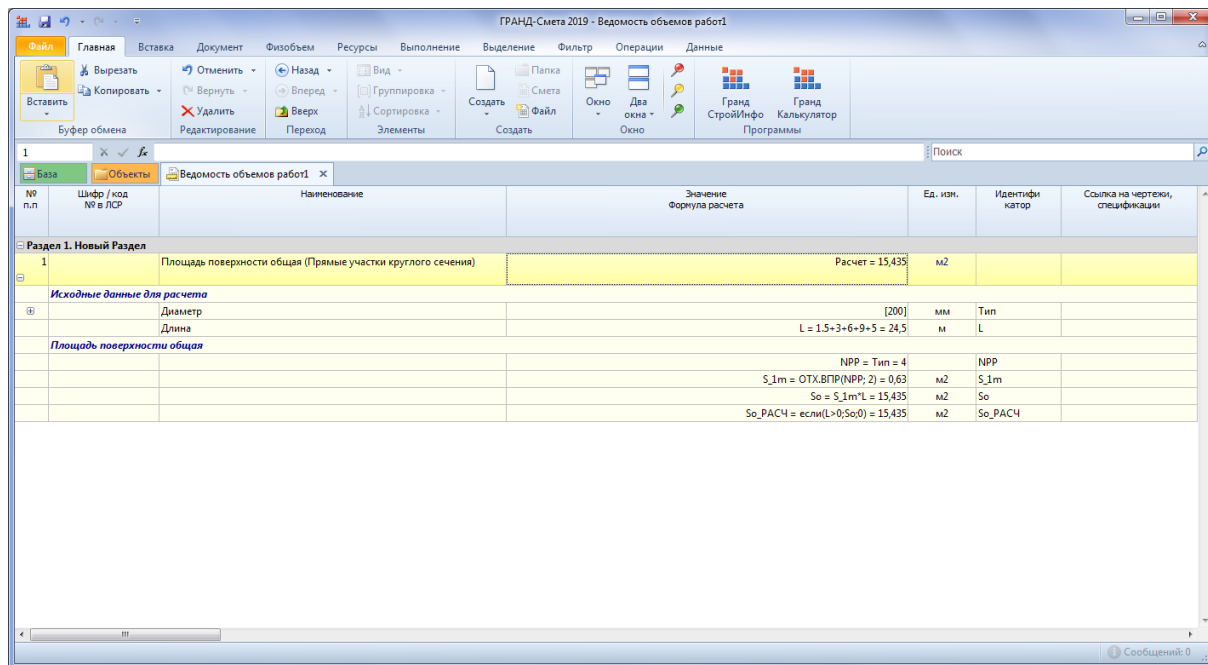 ГРАНД-Смета 2019 - Ведомость объемов работ1
Файл Главная Вставка Документ Физобъем Ресурсы Выполнение Выделение Фильтр Операции Данные
Вставить
Вырезать
Копировать
Буфер обмена
Отменить
Вернуть
Удалить
Редактирование
Назад
Вперед
Вверх
Переход
Вид
Группировка
Сортировка
Элементы
Создать
Папка
Смета
Файл
Создать
Окно
Два
окна
Окно
Гранд
СтройИнфо
Гранд
Калькулятор
Программы
1 fx Поиск
База Объекты Ведомость объемов работ1 ×
№
п.п
Шифр / код
№ в ЛСР
Наименование
Значение
Формула расчета
Ед. изм.
Идентифи
катор
Ссылка на чертежи,
спецификации
Раздел 1. Новый Раздел
1 Площадь поверхности общая (Прямые участки круглого сечения) Расчет = 15,435 м2
Исходные данные для расчета
Диаметр [200] мм Тип
Длина L = 1.5+3+6+9+5 = 24,5 м L
Площадь поверхности общая
NPP = Тип = 4 NPP
S_1m = ОТХ.ВПР(NPP; 2) = 0,63 м2 S_1m
So = S_1m*L = 15,435 м2 So
So_РАСЧ = если(L>0;So;0) = 15,435 м2 So_РАСЧ
Сообщений: 0